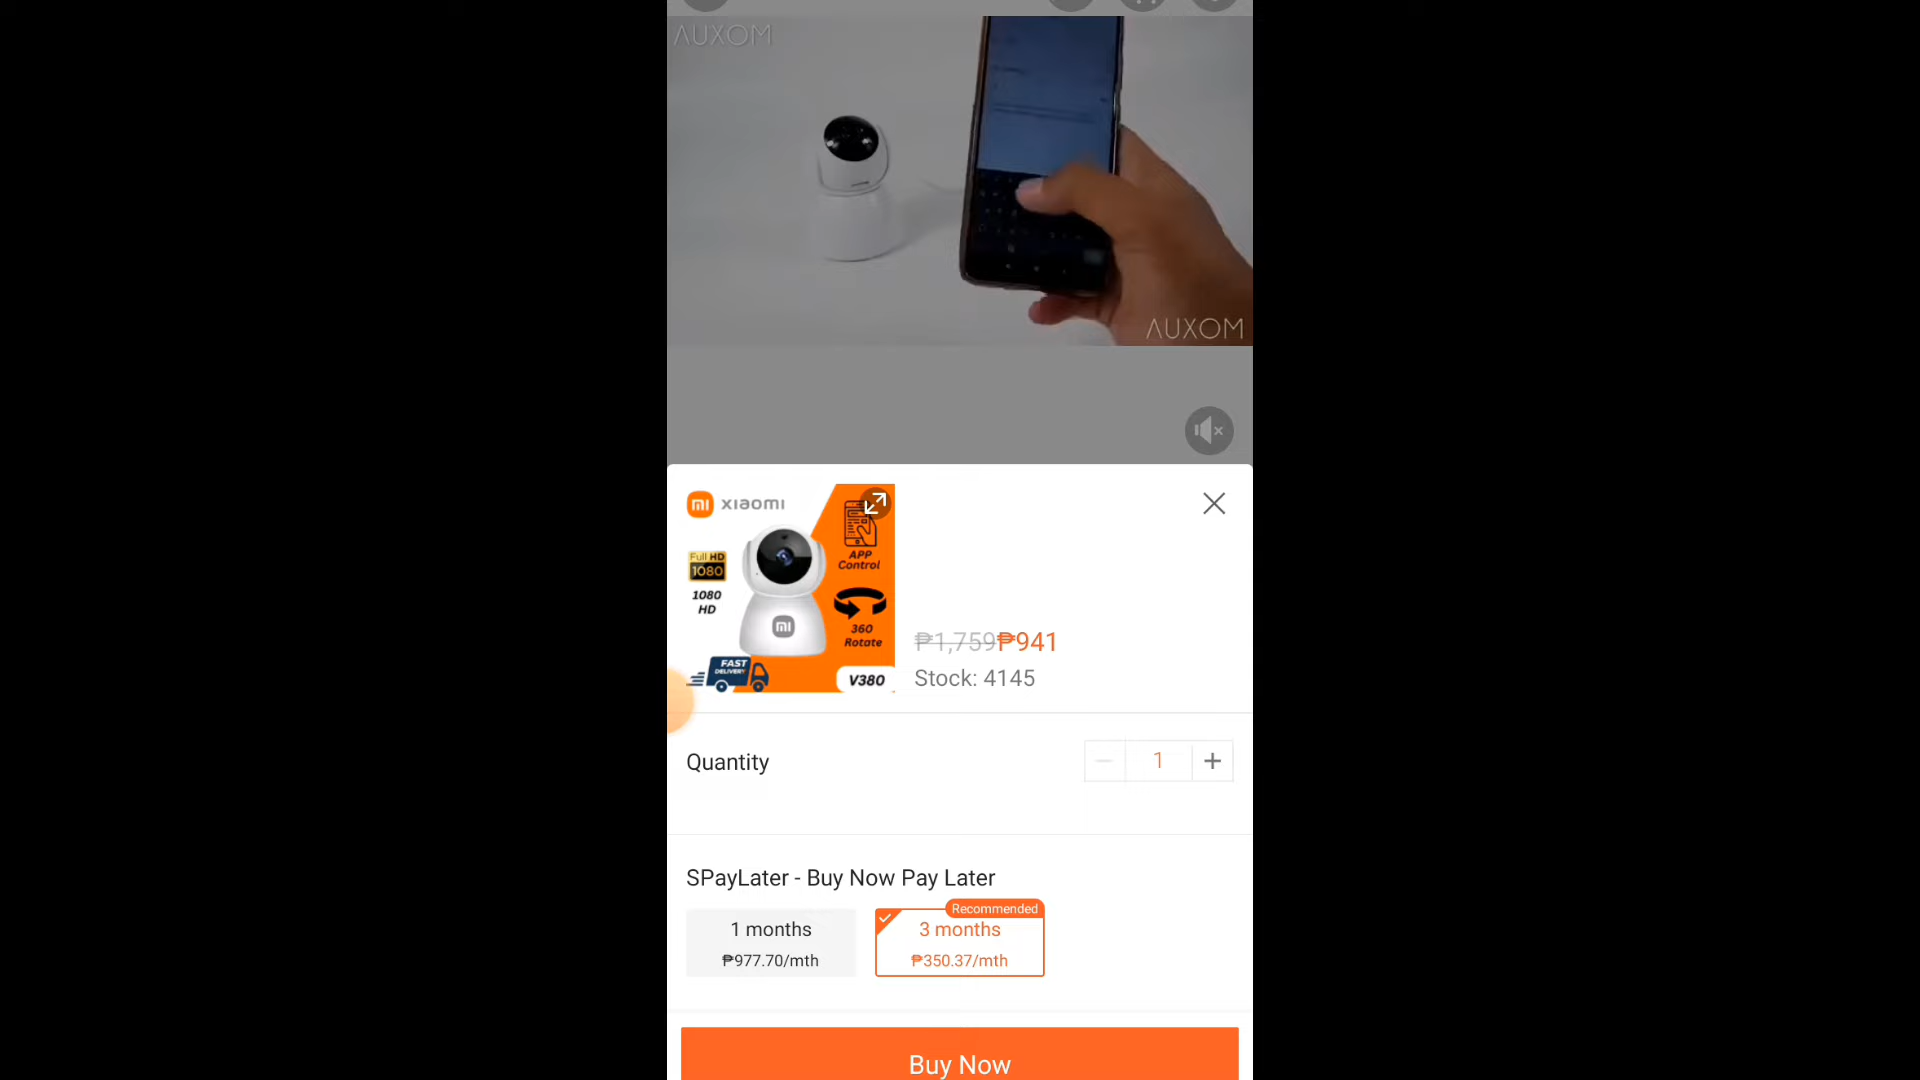 AUXOM
AUXOM
mi xiaomi
Full HD
1080
1080
HD
APP
Control
360
Rotate
mi
FAST
DELIVERY
V380
₱1,759 ₱941
Stock: 4145
Quantity
1
SPayLater - Buy Now Pay Later
Recommended
1 months
₱977.70/mth
3 months
₱350.37/mth
Buy Now